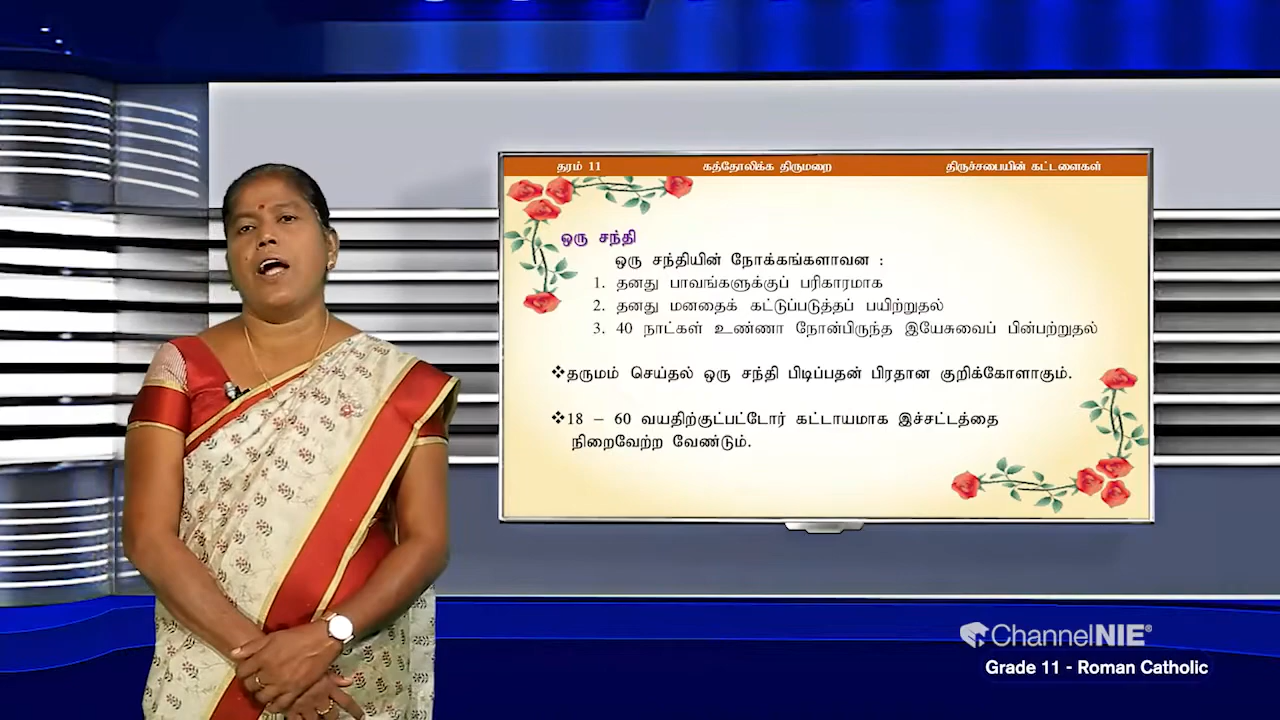 தரம் 11 கத்தோலிக்க திருமறை திருச்சபையின் கட்டளைகள்
ஒரு சந்தி
ஒரு சந்தியின் நோக்கங்களாவன :
1. தனது பாவங்களுக்குப் பரிகாரமாக
2. தனது மனதைக் கட்டுப்படுத்தப் பயிற்றுதல்
3. 40 நாட்கள் உண்ணா நோன்பிருந்த இயேசுவைப் பின்பற்றுதல்
❖தருமம் செய்தல் ஒரு சந்தி பிடிப்பதன் பிரதான குறிக்கோளாகும்.
❖18 – 60 வயதிற்குட்பட்டோர் கட்டாயமாக இச்சட்டத்தை
நிறைவேற்ற வேண்டும்.
ChannelNIE®
Grade 11 - Roman Catholic